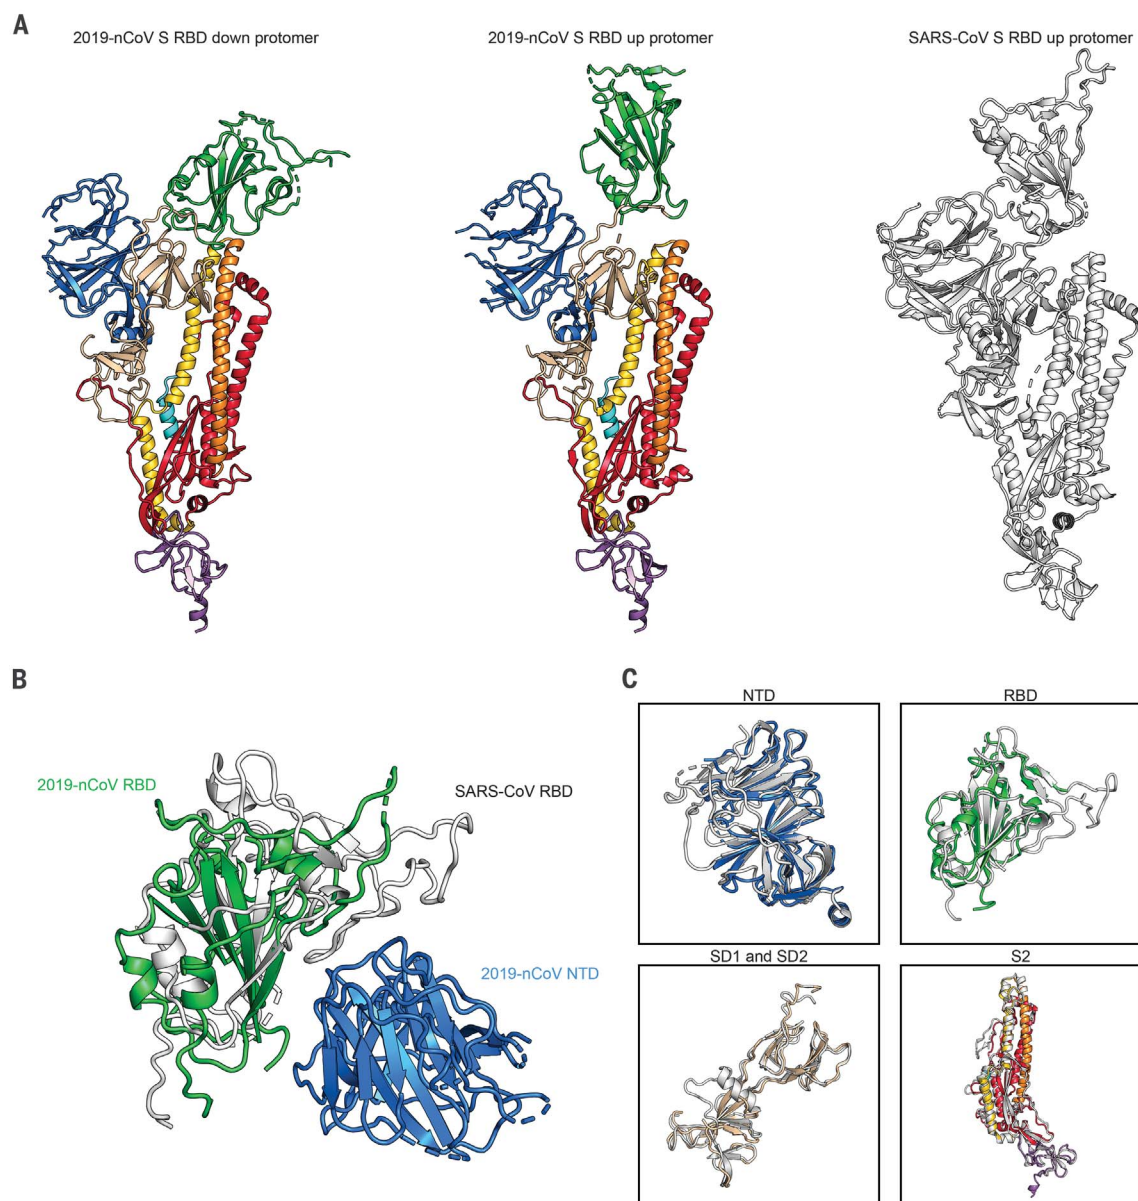 A
2019-nCoV S RBD down protomer
2019-nCoV S RBD up protomer
SARS-CoV S RBD up protomer
B
2019-nCoV RBD
SARS-CoV RBD
2019-nCoV NTD
C
NTD
RBD
SD1 and SD2
S2